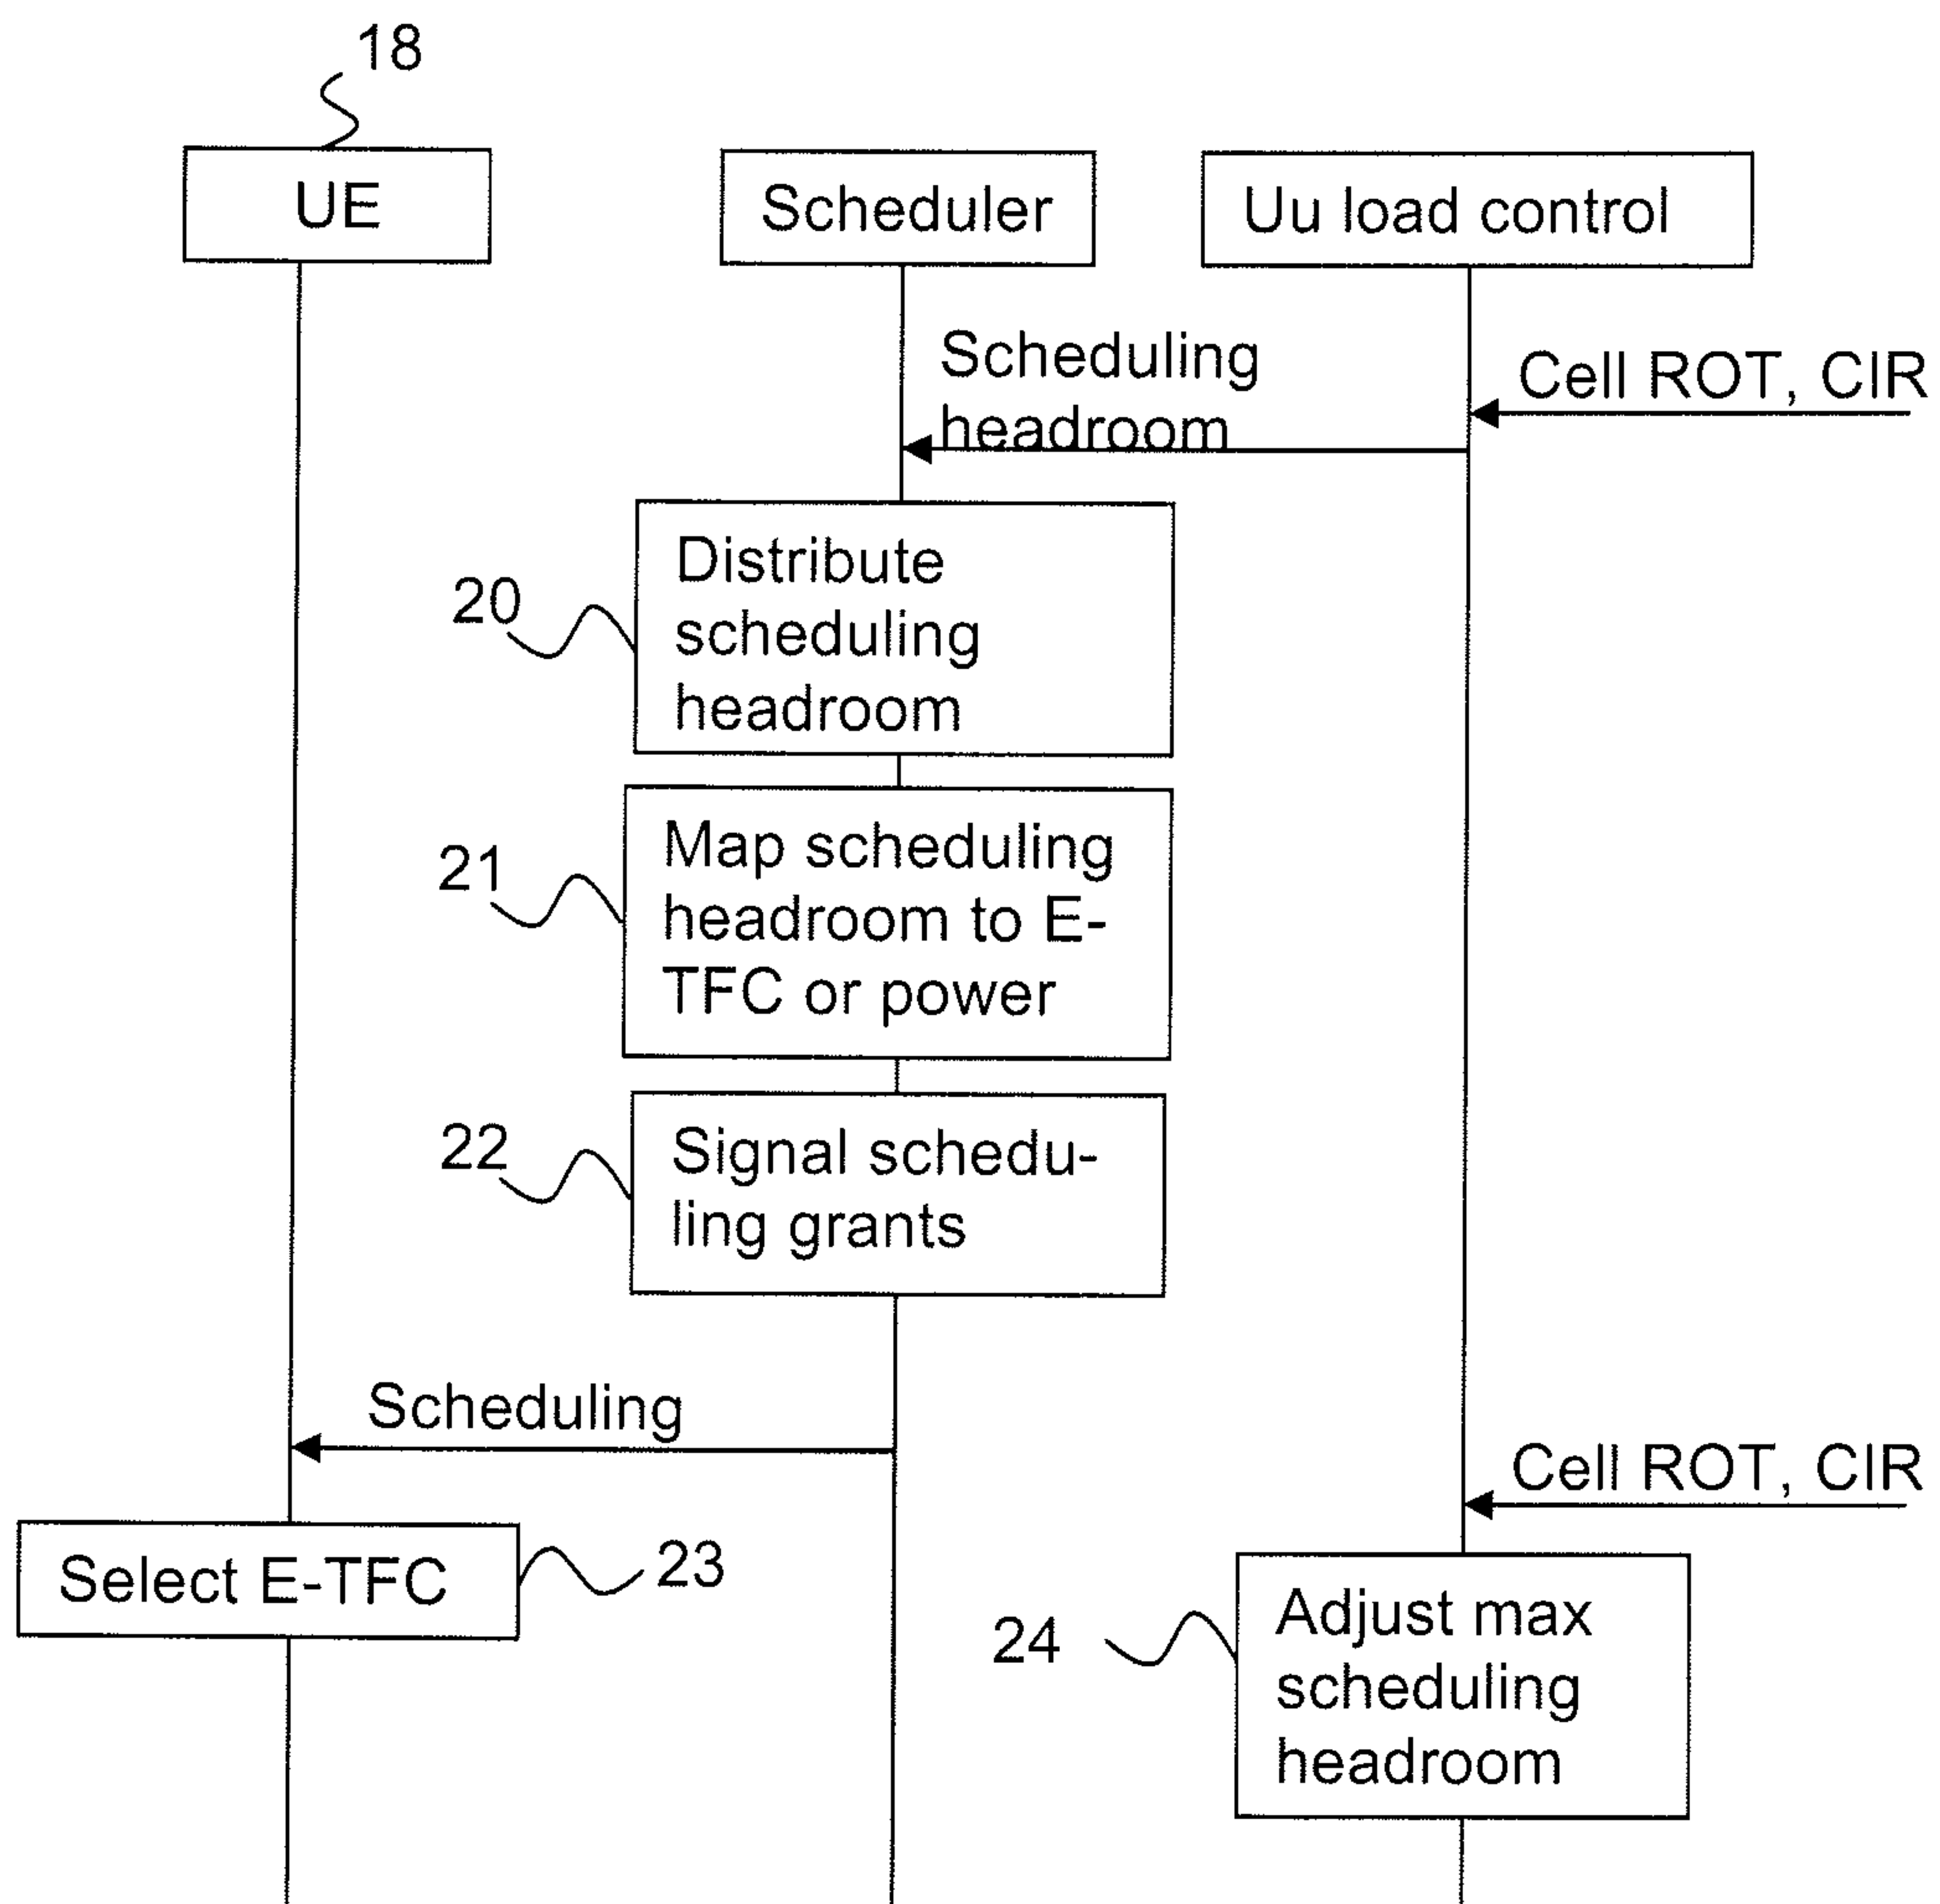 18
UE
Scheduler
Uu load control
Scheduling
headroom
Cell ROT, CIR
20
Distribute
scheduling
headroom
21
Map scheduling
headroom to E-
TFC or power
22
Signal schedu-
ling grants
Scheduling
Cell ROT, CIR
Select E-TFC
23
24
Adjust max
scheduling
headroom